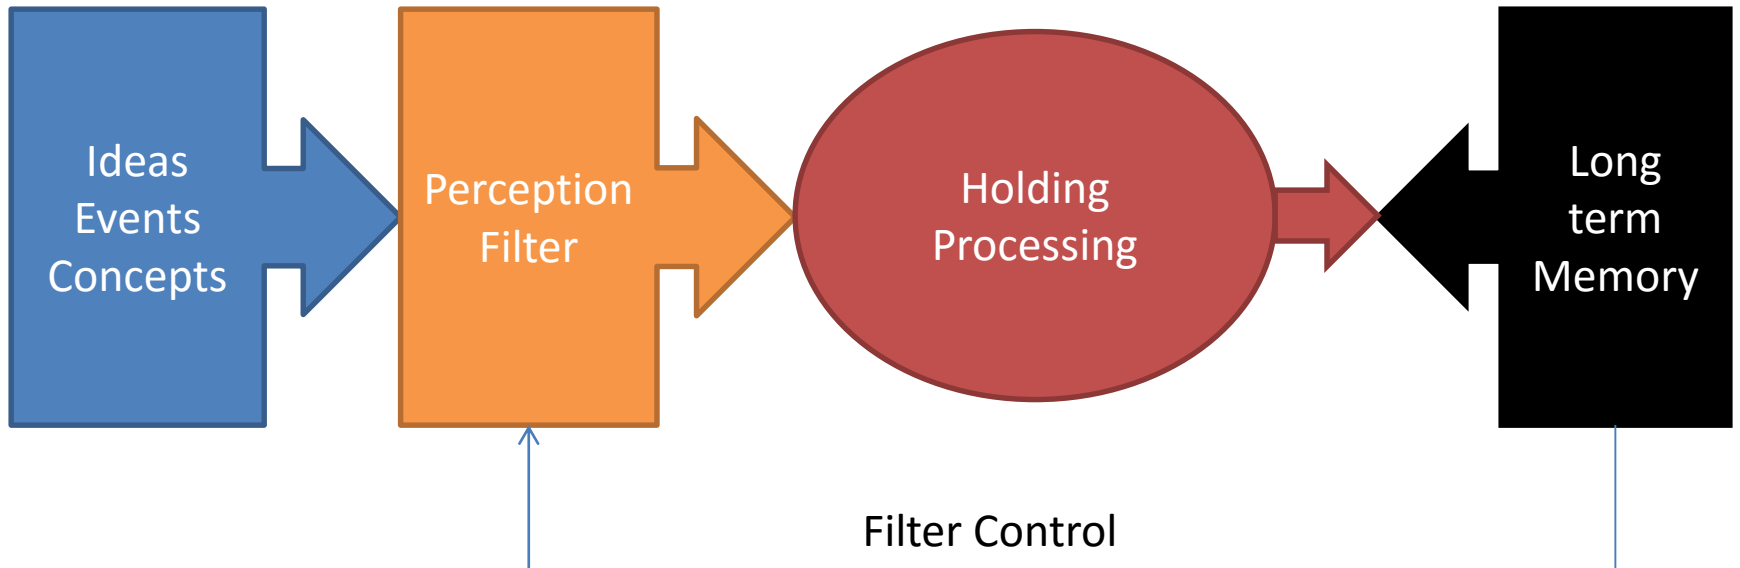 Ideas
Events
Concepts
Perception
Filter
Holding
Processing
Long
term
Memory
Filter Control